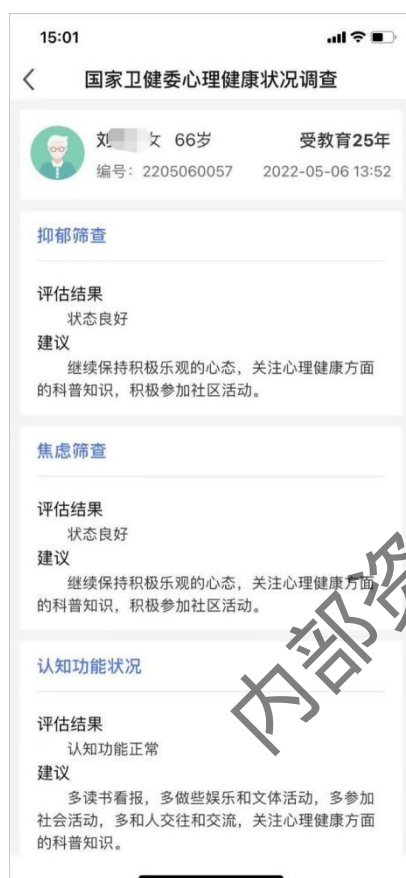 15:01
国家卫健委心理健康状况调查
刘 女 66岁 受教育25年
编号：2205060057 2022-05-06 13:52
抑郁筛查
评估结果
状态良好
建议
继续保持积极乐观的心态，关注心理健康方面
的科普知识，积极参加社区活动。
焦虑筛查
评估结果
状态良好
建议
继续保持积极乐观的心态，关注心理健康方面
的科普知识，积极参加社区活动。
认知功能状况
评估结果
认知功能正常
建议
多读书看报，多做些娱乐和文体活动，多参加
社会活动，多和人交往和交流，关注心理健康方面
的科普知识。
内部资